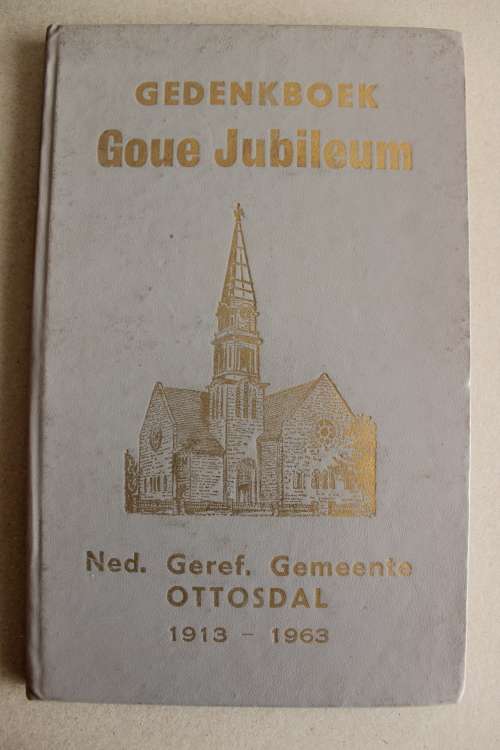 GEDENKBOEK
Goue Jubileum
Ned. Geref. Gemeente
OTTOSDAL
1913 - 1963